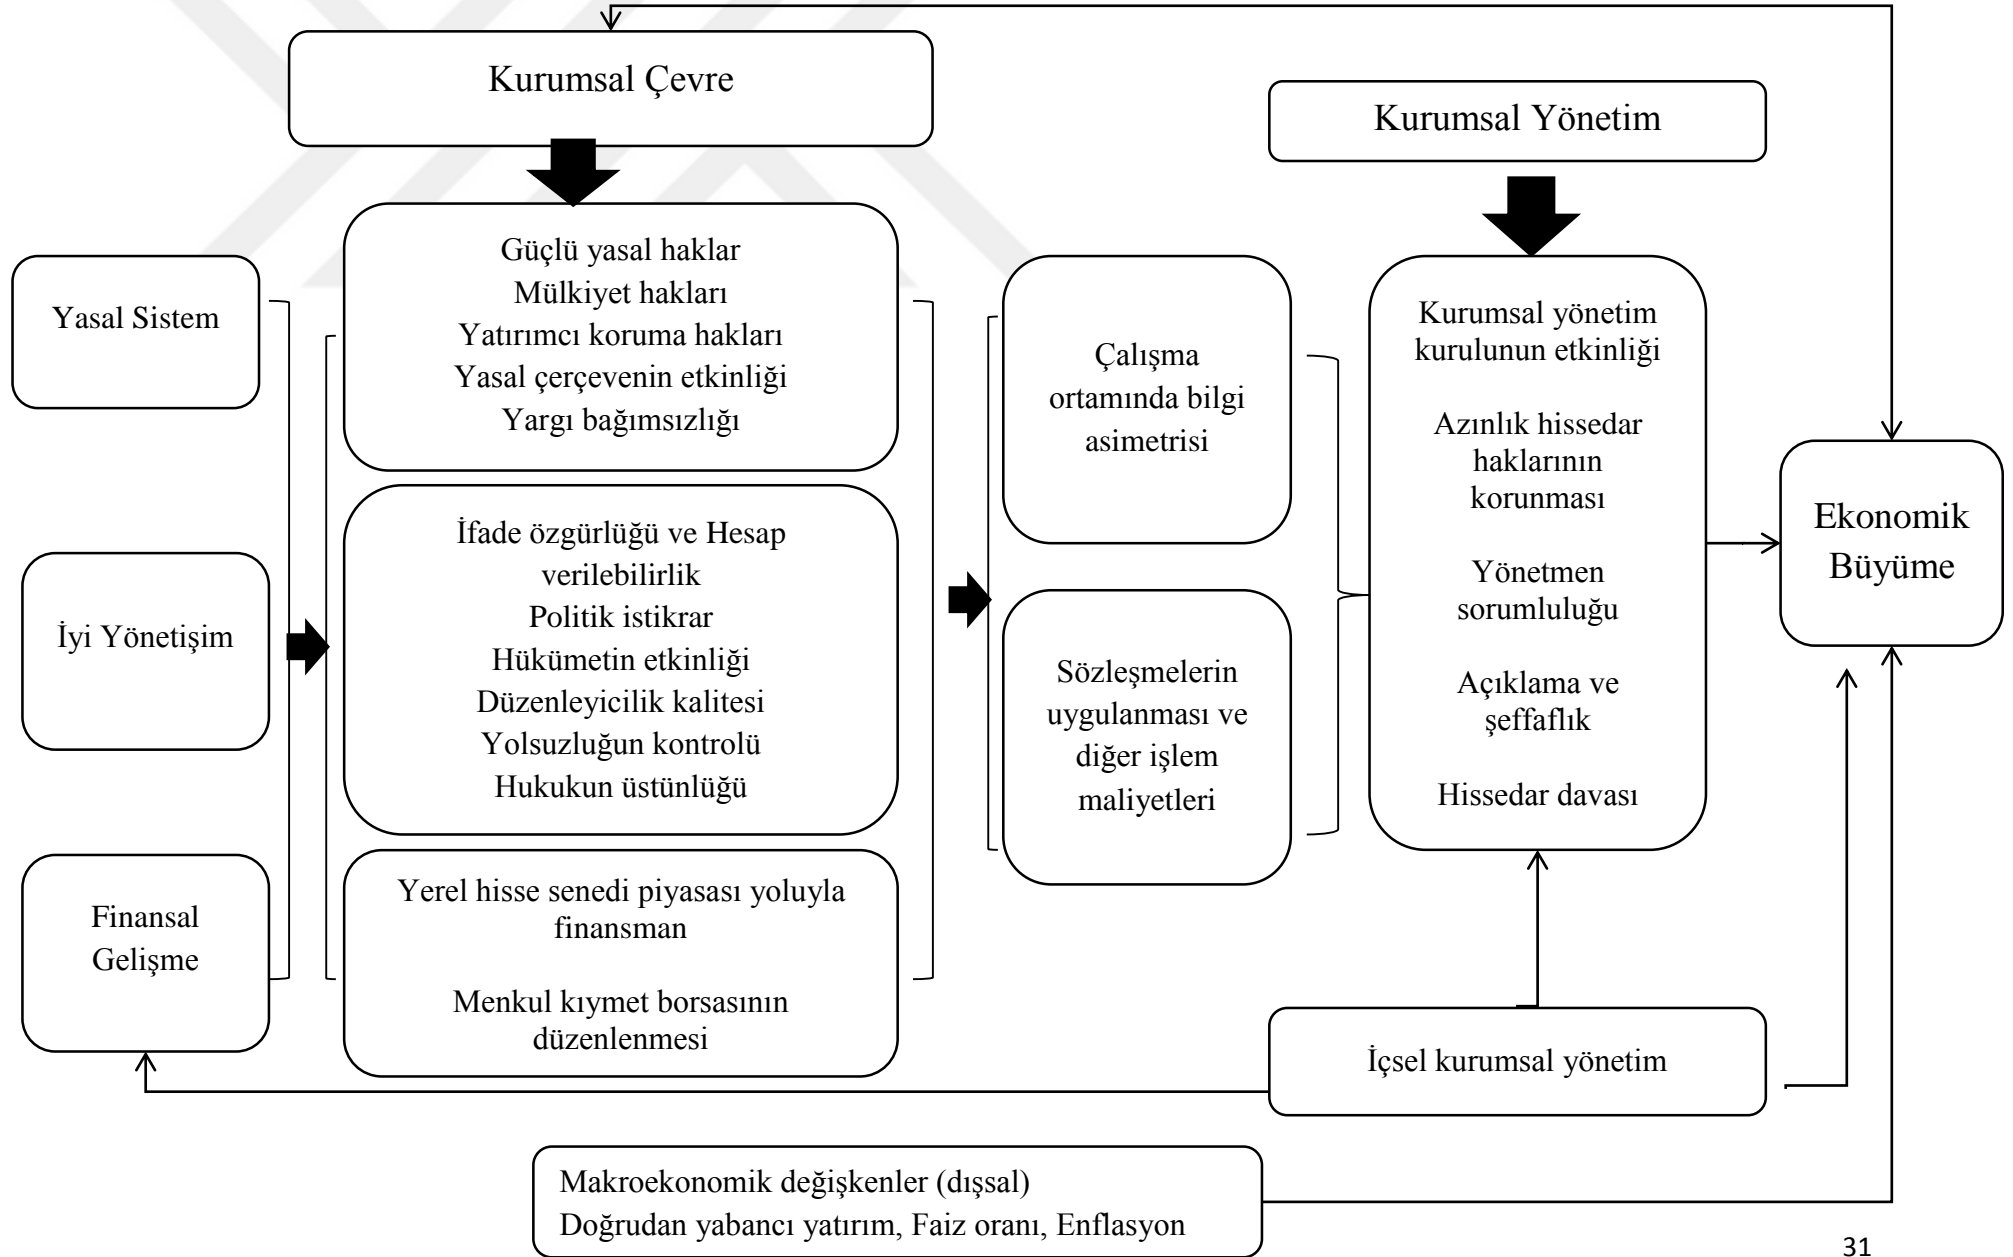 Kurumsal Çevre
Kurumsal Yönetim
Yasal Sistem
İyi Yönetişim
Finansal
Gelişme
Güçlü yasal haklar
Mülkiyet hakları
Yatırımcı koruma hakları
Yasal çerçevenin etkinliği
Yargı bağımsızlığı
İfade özgürlüğü ve Hesap
verilebilirlik
Politik istikrar
Hükümetin etkinliği
Düzenleyicilik kalitesi
Yolsuzluğun kontrolü
Hukukun üstünlüğü
Yerel hisse senedi piyasası yoluyla
finansman
Menkul kıymet borsasının
düzenlenmesi
Çalışma
ortamında bilgi
asimetrisi
Sözleşmelerin
uygulanması ve
diğer işlem
maliyetleri
Kurumsal yönetim
kurulunun etkinliği
Azınlık hissedar
haklarının
korunması
Yönetmen
sorumluluğu
Açıklama ve
şeffaflık
Hissedar davası
Ekonomik
Büyüme
İçsel kurumsal yönetim
Makroekonomik değişkenler (dışsal)
Doğrudan yabancı yatırım, Faiz oranı, Enflasyon
31